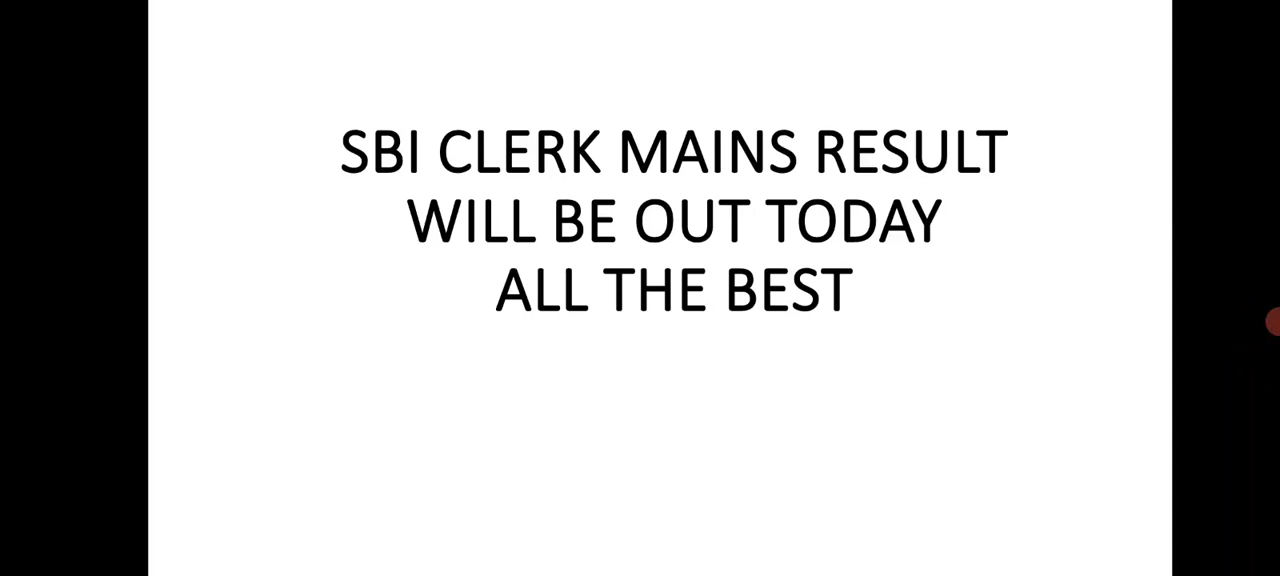 SBI CLERK MAINS RESULT
WILL BE OUT TODAY
ALL THE BEST